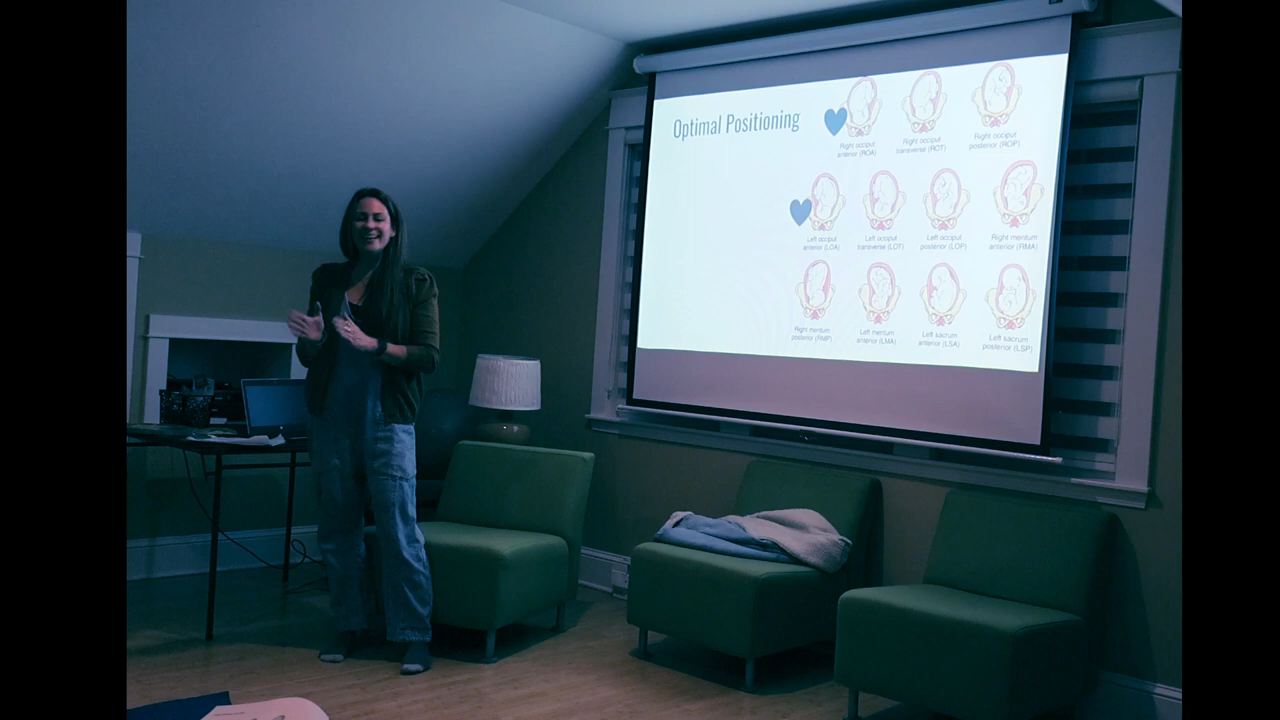 Optimal Positioning
Right occiput
anterior (ROA)
Right occiput
transverse (ROT)
Right occiput
posterior (ROP)
Left occiput
anterior (LOA)
Left occiput
transverse (LOT)
Left occiput
posterior (LOP)
Right mentum
anterior (RMA)
Right mentum
posterior (RMP)
Left mentum
anterior (LMA)
Left sacrum
anterior (LSA)
Left sacrum
posterior (LSP)